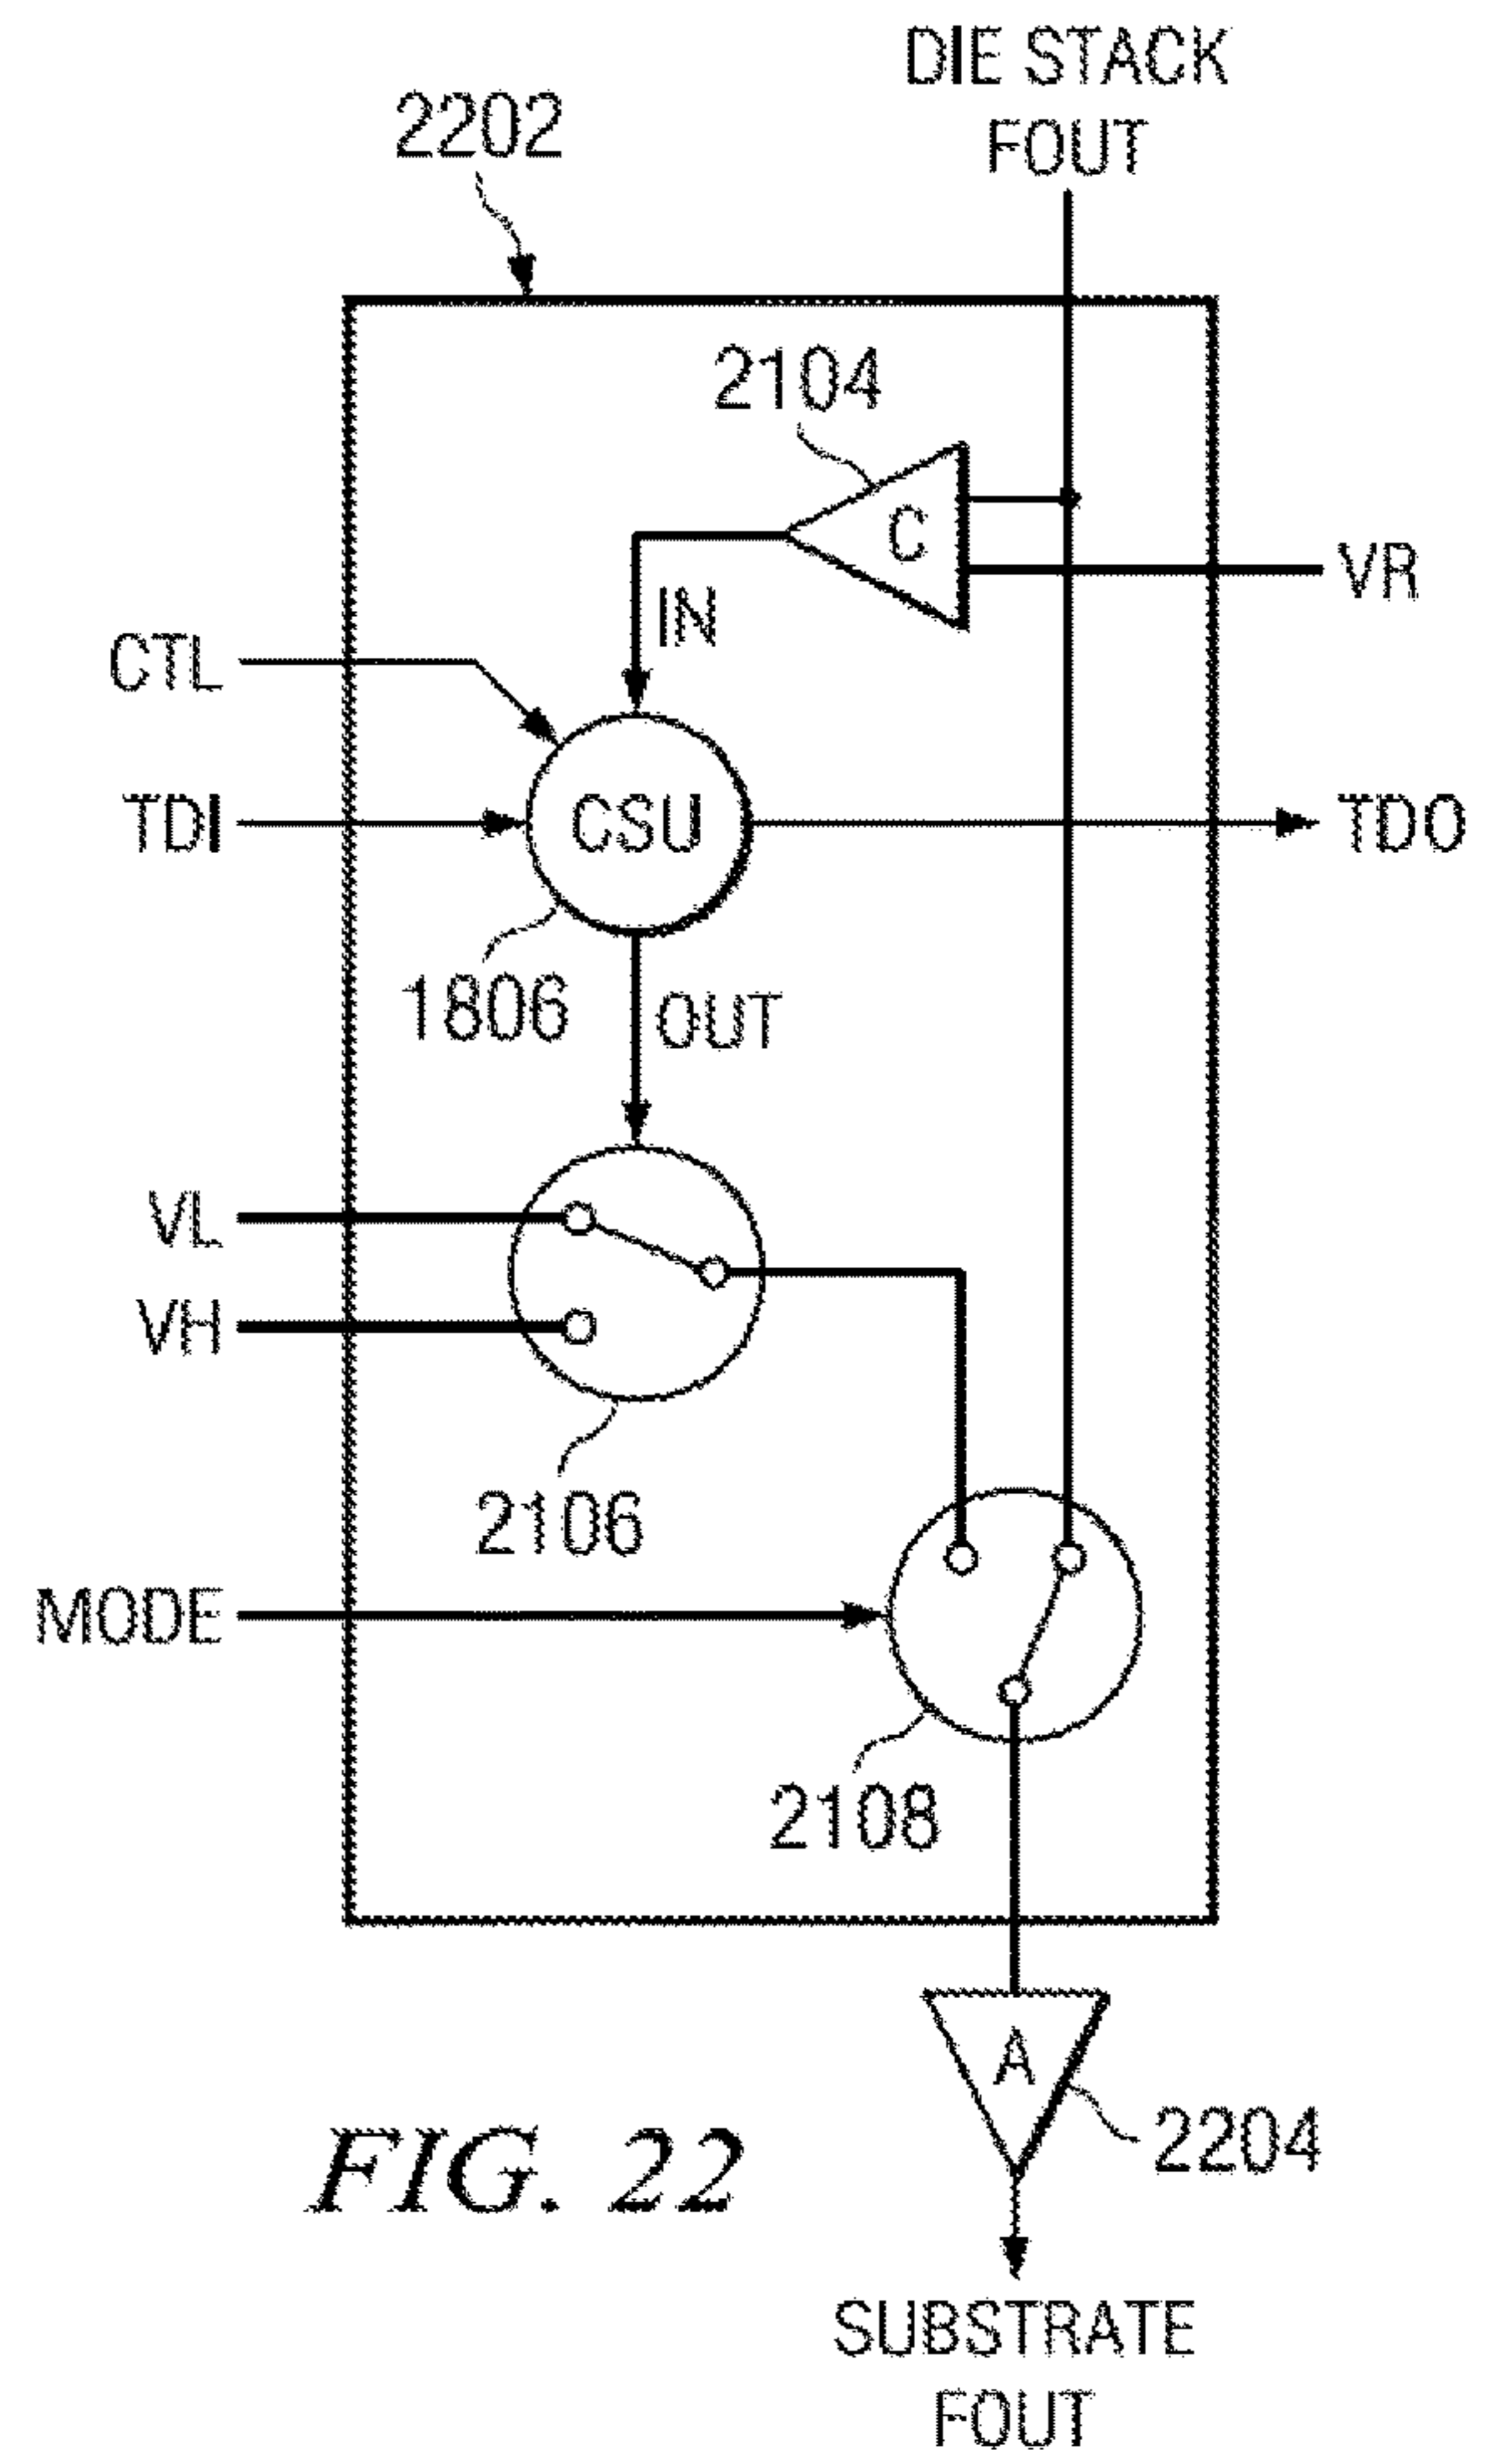 DIE STACK
FOUT
2202
2104
C
VR
IN
CTL
TDI
CSU
TDO
1806
OUT
VL
VH
2106
MODE
2108
A
2204
FIG. 22
SUBSTRATE
FOUT